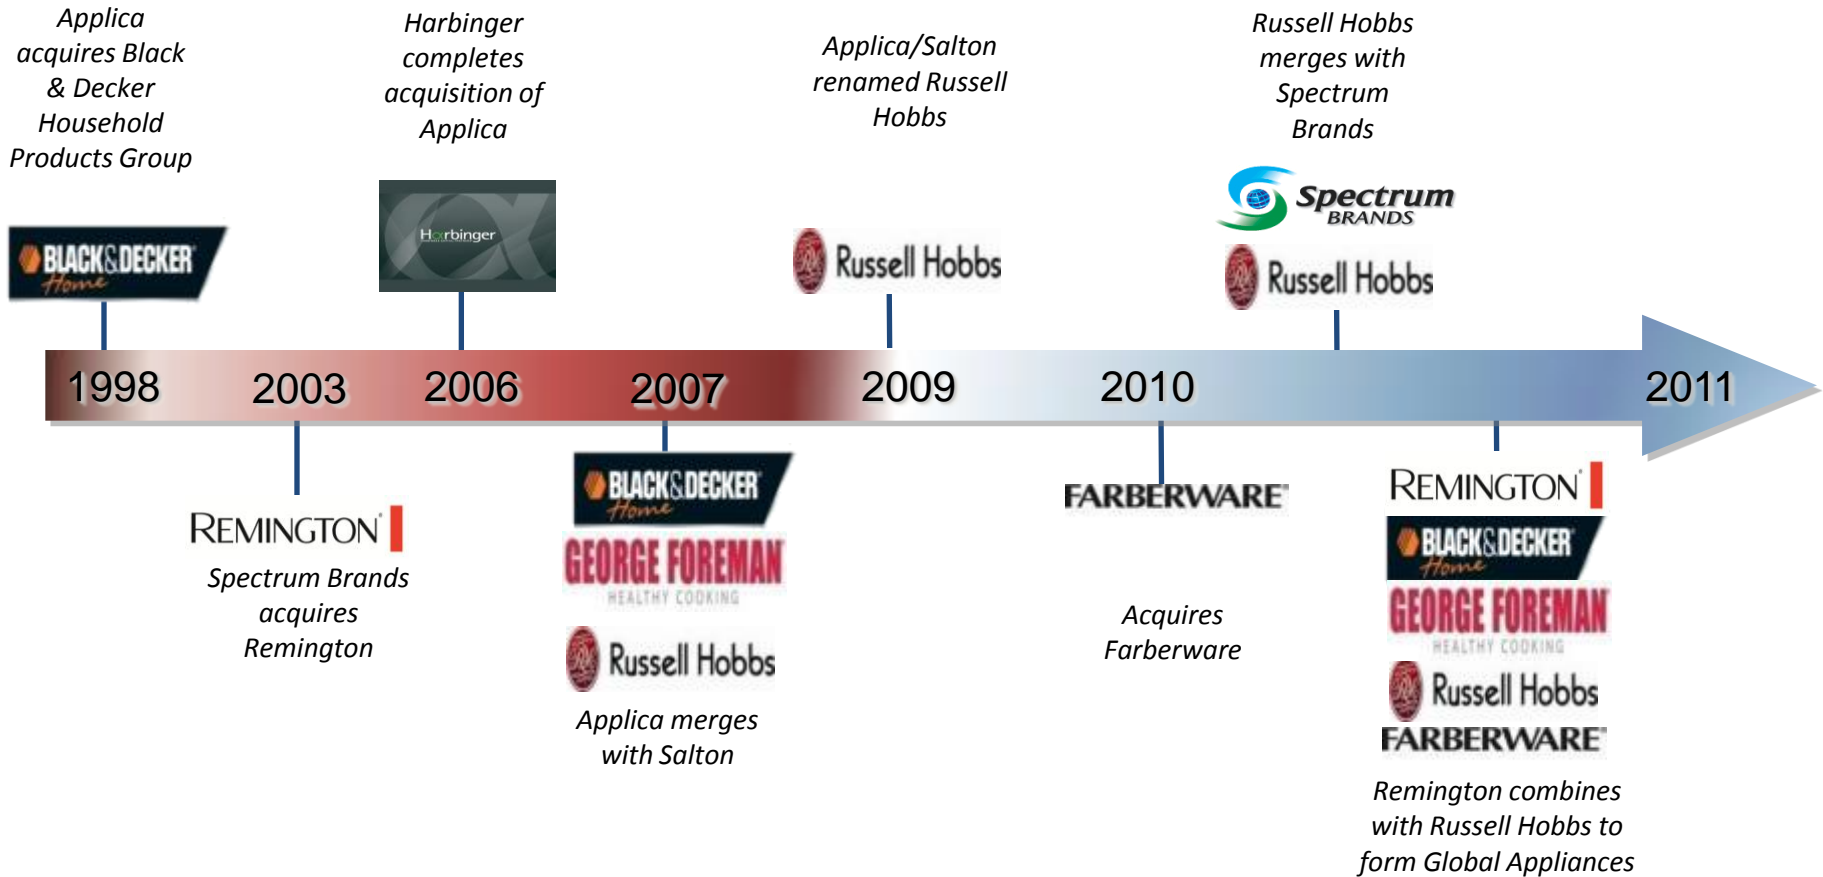 Applica
acquires Black
& Decker
Household
Products Group
Harbinger
completes
acquisition of
Applica
Applica/Salton
renamed Russell
Hobbs
Russell Hobbs
merges with
Spectrum
Brands
BLACK&DECKER
Home
Harbinger
Russell Hobbs
Spectrum
BRANDS
Russell Hobbs
1998
2003
2006
2007
2009
2010
2011
REMINGTON
Spectrum Brands
acquires
Remington
BLACK&DECKER
Home
GEORGE FOREMAN
HEALTHY COOKING
Russell Hobbs
Applica merges
with Salton
FARBERWARE
Acquires
Farberware
REMINGTON
BLACK&DECKER
Home
GEORGE FOREMAN
HEALTHY COOKING
Russell Hobbs
FARBERWARE
Remington combines
with Russell Hobbs to
form Global Appliances